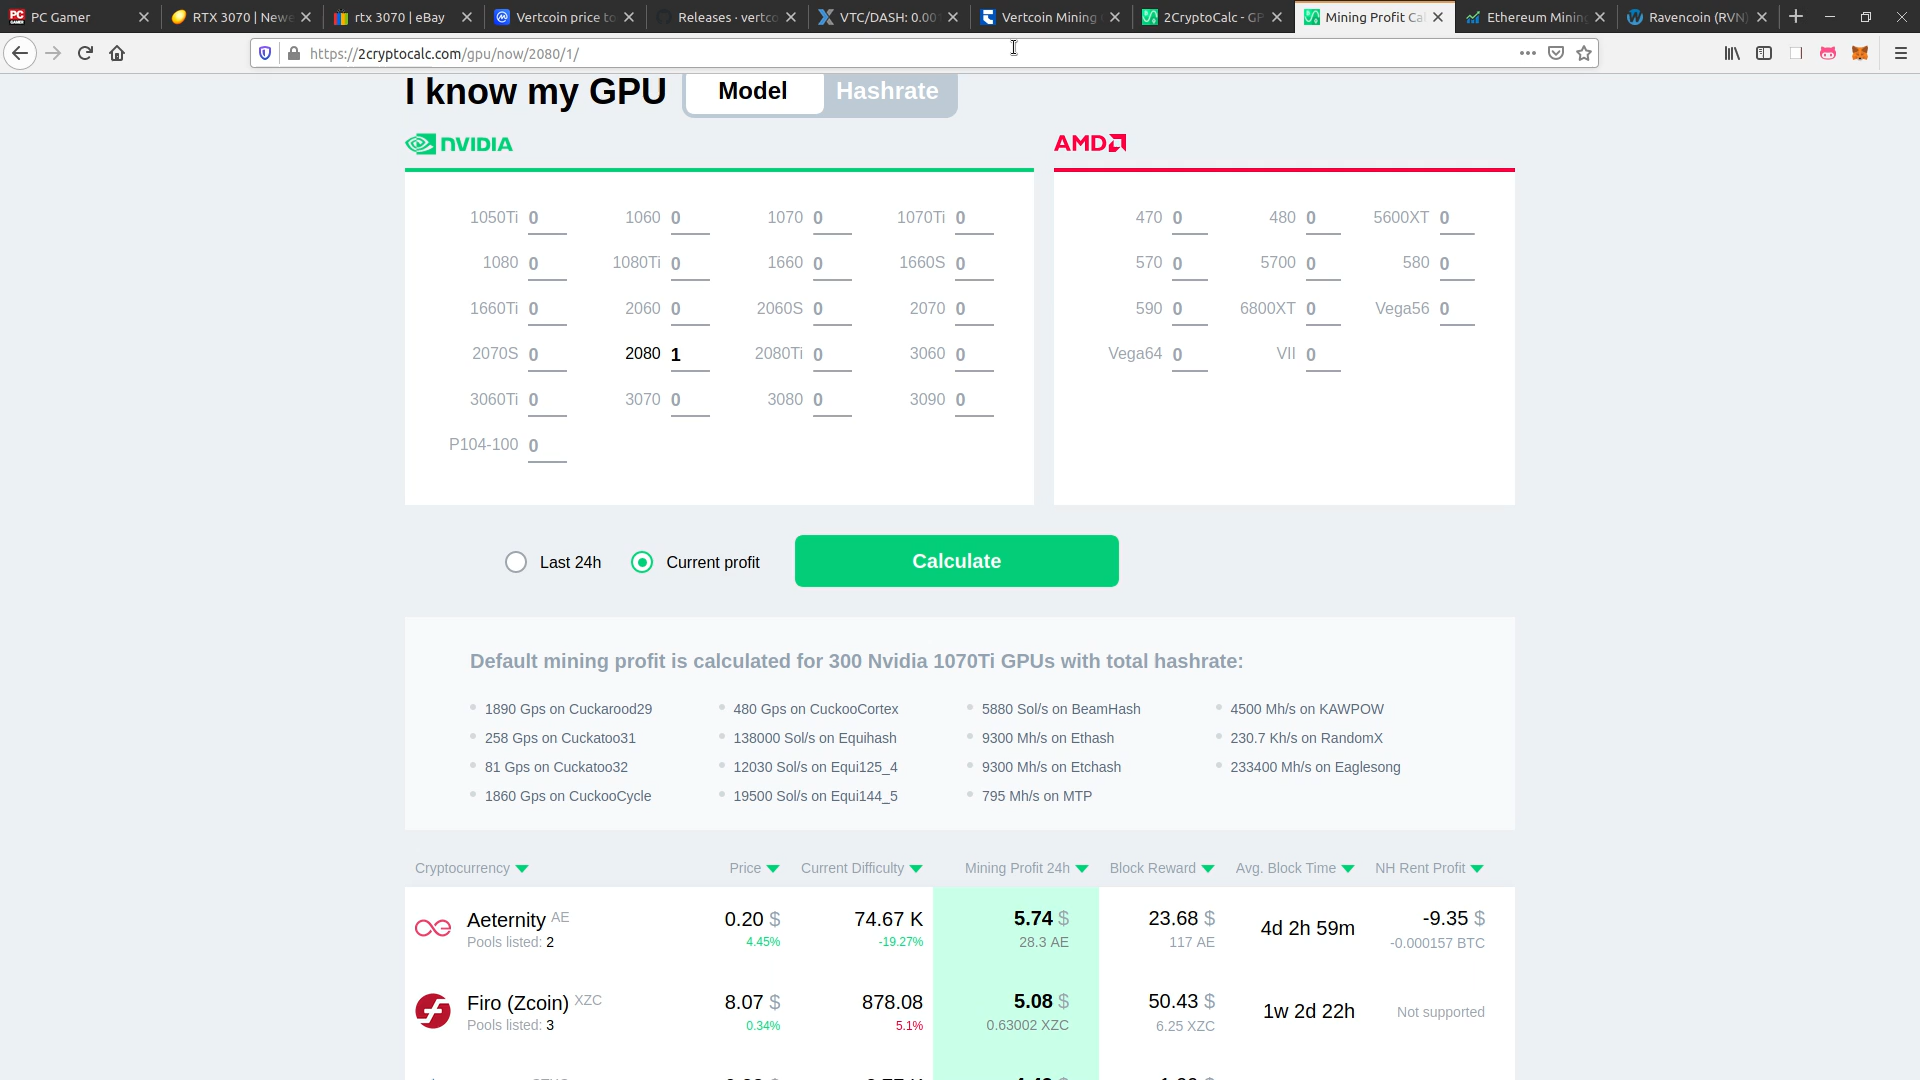 PC Gamer
RTX 3070 | Newe
rtx 3070 | eBay
Vertcoin price to
Releases · vertco
VTC/DASH: 0.00
Vertcoin Mining
2CryptoCalc - GP
Mining Profit Cal
Ethereum Mining
Ravencoin (RVN)
https://2cryptocalc.com/gpu/now/2080/1/
I know my GPU Model Hashrate
NVIDIA
AMD
1050Ti 0 1060 0 1070 0 1070Ti 0
1080 0 1080Ti 0 1660 0 1660S 0
1660Ti 0 2060 0 2060S 0 2070 0
2070S 0 2080 1 2080Ti 0 3060 0
3060Ti 0 3070 0 3080 0 3090 0
P104-100 0
470 0 480 0 5600XT 0
570 0 5700 0 580 0
590 0 6800XT 0 Vega56 0
Vega64 0 VII 0
Last 24h Current profit Calculate
Default mining profit is calculated for 300 Nvidia 1070Ti GPUs with total hashrate:
1890 Gps on Cuckarood29
258 Gps on Cuckatoo31
81 Gps on Cuckatoo32
1860 Gps on CuckooCycle
480 Gps on CuckooCortex
138000 Sol/s on Equihash
12030 Sol/s on Equi125_4
19500 Sol/s on Equi144_5
5880 Sol/s on BeamHash
9300 Mh/s on Ethash
9300 Mh/s on Etchash
795 Mh/s on MTP
4500 Mh/s on KAWPOW
230.7 Kh/s on RandomX
233400 Mh/s on Eaglesong
Cryptocurrency Price Current Difficulty Mining Profit 24h Block Reward Avg. Block Time NH Rent Profit
Aeternity AE 0.20 $ 74.67 K 5.74 $ 23.68 $ 4d 2h 59m -9.35 $
Pools listed: 2 4.45% -19.27% 28.3 AE 117 AE -0.000157 BTC
Firo (Zcoin) XZC 8.07 $ 878.08 5.08 $ 50.43 $ 1w 2d 22h Not supported
Pools listed: 3 0.34% 5.1% 0.63002 XZC 6.25 XZC